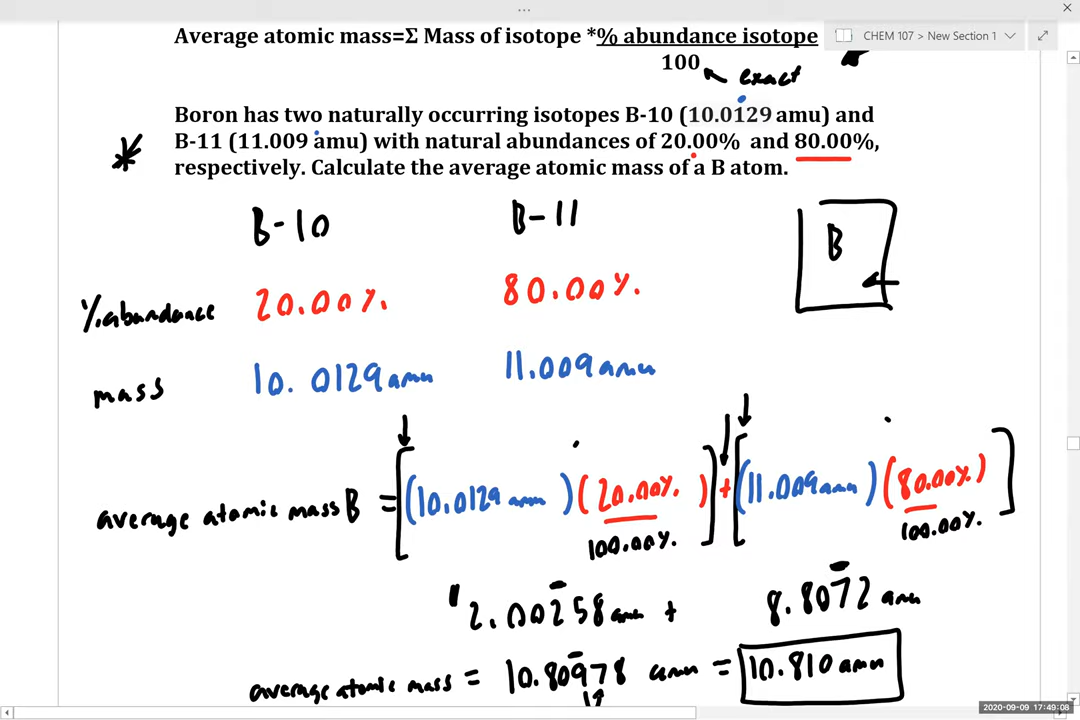 CHEM 107 > New Section 1
Average atomic mass=Σ Mass of isotope *% abundance isotope
100
exact
Boron has two naturally occurring isotopes B-10 (10.0129 amu) and
B-11 (11.009 amu) with natural abundances of 20.00% and 80.00%,
respectively. Calculate the average atomic mass of a B atom.
B-10 B-11
B
%abundance 20.00% 80.00%
mass 10.0129 amu 11.009 amu
average atomic mass B = [(10.0129 amu)(20.00%) + [(11.009 amu)(80.00%)]
100.00% 100.00%
2.00258 amu + 8.8072 amu
average atomic mass = 10.80978 amu = 10.810 amu
2020-09-09 17:49:08